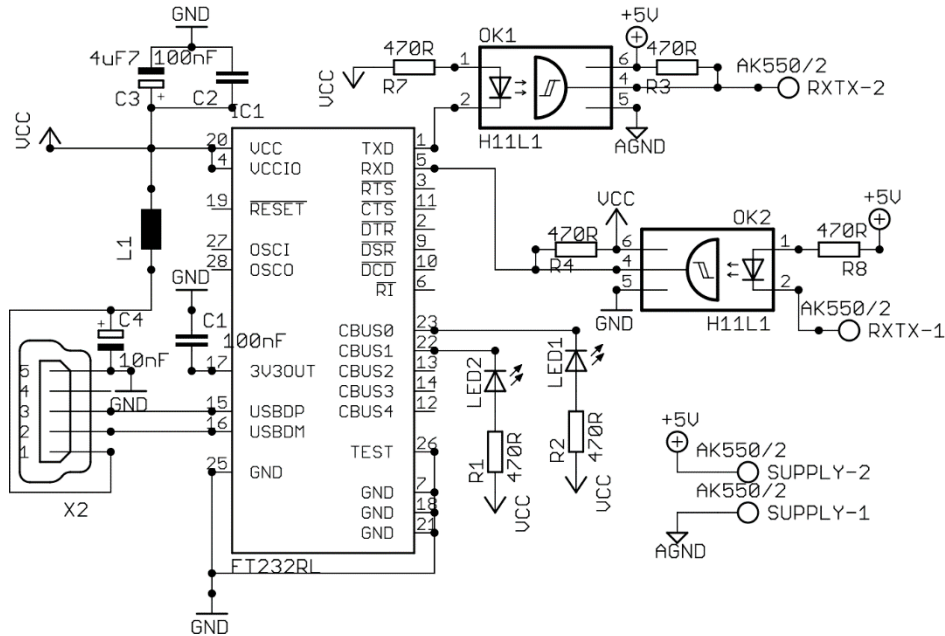 GND
4uF7
100nF
C3
C2
VCC
L1
GND
C4
C1
10nF
100nF
GND
5
4
3
2
1
X2
IC1
20
VCC
4
VCCIO
19
RESET
27
OSCI
28
OSCO
17
3V3OUT
15
USBDP
16
USBDM
25
GND
TXD
1
RXD
5
RTS
3
CTS
11
DTR
2
DSR
9
DCD
10
RI
6
CBUS0
23
CBUS1
22
CBUS2
13
CBUS3
14
CBUS4
12
TEST
26
GND
7
GND
18
GND
21
FT232RL
GND
VCC
470R
R7
OK1
1
2
H11L1
6
4
5
+5V
470R
R3
AGND
AK550/2
RXTX-2
VCC
470R
R4
GND
OK2
6
4
5
1
2
H11L1
470R
R8
+5V
AK550/2
RXTX-1
LED2
LED1
R1
470R
R2
470R
VCC
VCC
+5V
AK550/2
SUPPLY-2
AK550/2
SUPPLY-1
AGND